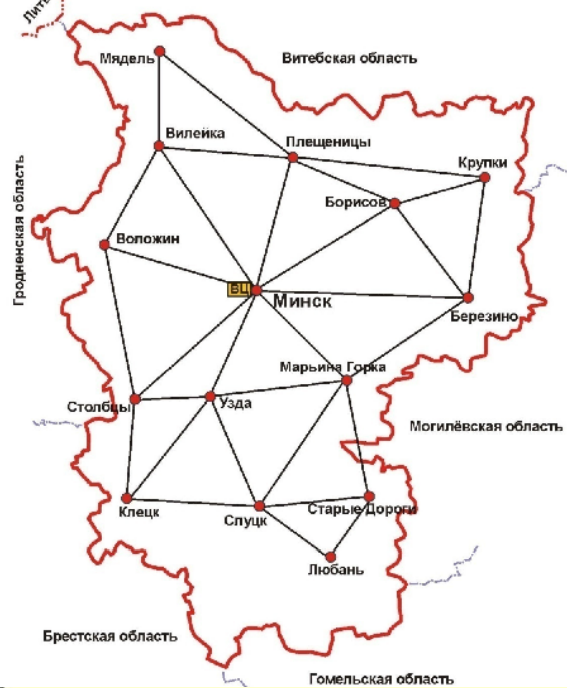 Мядель
Витебская область
Вилейка
Плещеницы
Крупки
Гродненская область
Борисов
Воложин
ВЦ
Минск
Березино
Марьина Горка
Столбцы
Узда
Могилёвская область
Клецк
Слуцк
Старые Дороги
Любань
Брестская область
Гомельская область